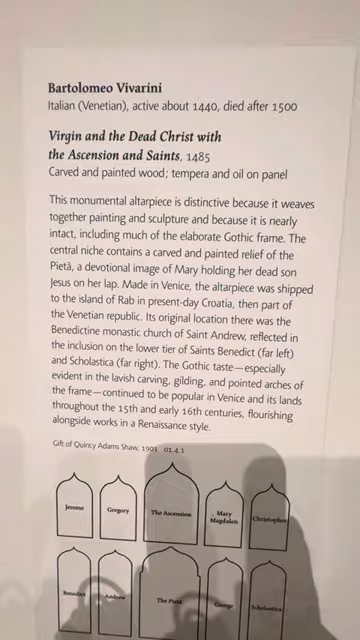 Bartolomeo Vivarini
Italian (Venetian), active about 1440, died after 1500
Virgin and the Dead Christ with
the Ascension and Saints, 1485
Carved and painted wood; tempera and oil on panel
This monumental altarpiece is distinctive because it weaves
together painting and sculpture and because it is nearly
intact, including much of the elaborate Gothic frame. The
central niche contains a carved and painted relief of the
Pietà, a devotional image of Mary holding her dead son
Jesus on her lap. Made in Venice, the altarpiece was shipped
to the island of Rab in present-day Croatia, then part of
the Venetian republic. Its original location there was the
Benedictine monastic church of Saint Andrew, reflected in
the inclusion on the lower tier of Saints Benedict (far left)
and Scholastica (far right). The Gothic taste—especially
evident in the lavish carving, gilding, and pointed arches of
the frame—continued to be popular in Venice and its lands
throughout the 15th and early 16th centuries, flourishing
alongside works in a Renaissance style.
Gift of Quincy Adams Shaw, 1901 01.4.1
Jerome
Gregory
The Ascension
Mary
Magdalen
Christopher
Benedict
Andrew
The Pietà
George
Scholastica